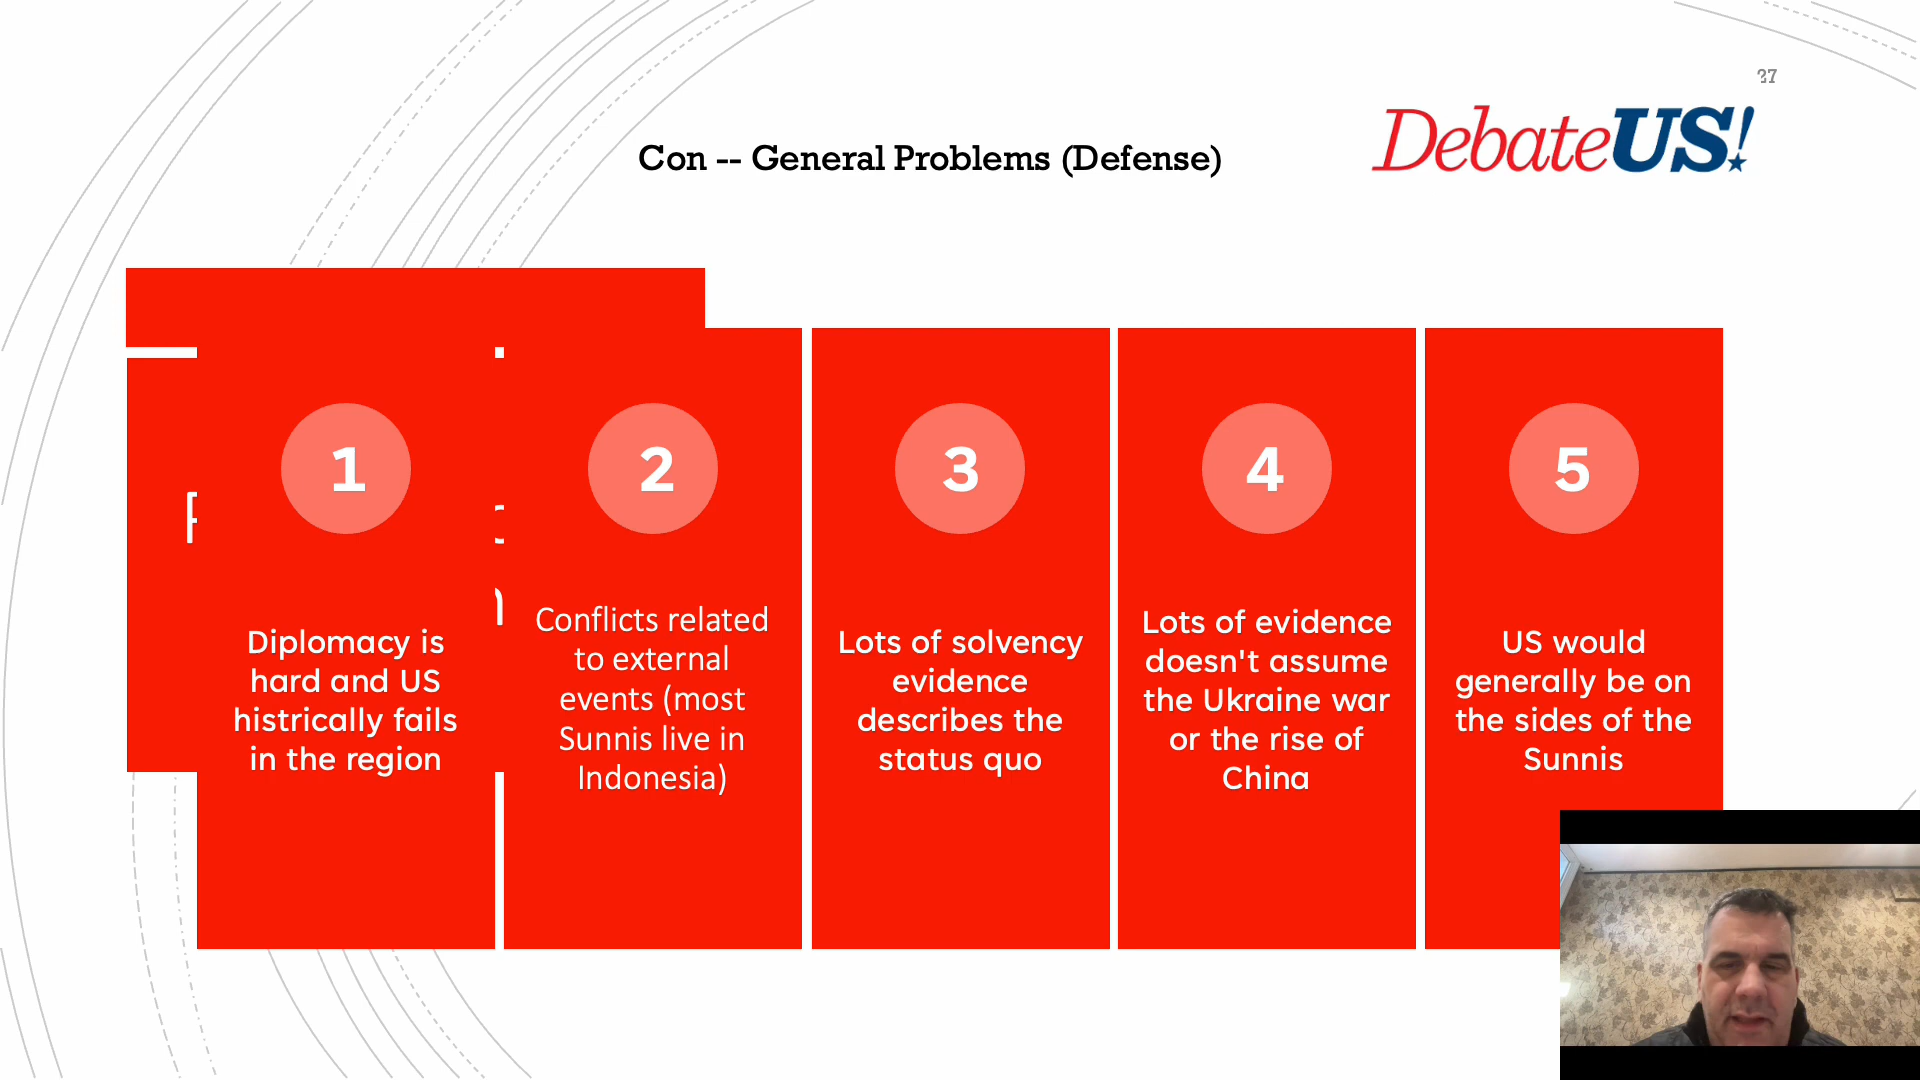 27
DebateUS!
Con -- General Problems (Defense)
1
Diplomacy is
hard and US
histrically fails
in the region
2
Conflicts related
to external
events (most
Sunnis live in
Indonesia)
3
Lots of solvency
evidence
describes the
status quo
4
Lots of evidence
doesn't assume
the Ukraine war
or the rise of
China
5
US would
generally be on
the sides of the
Sunnis